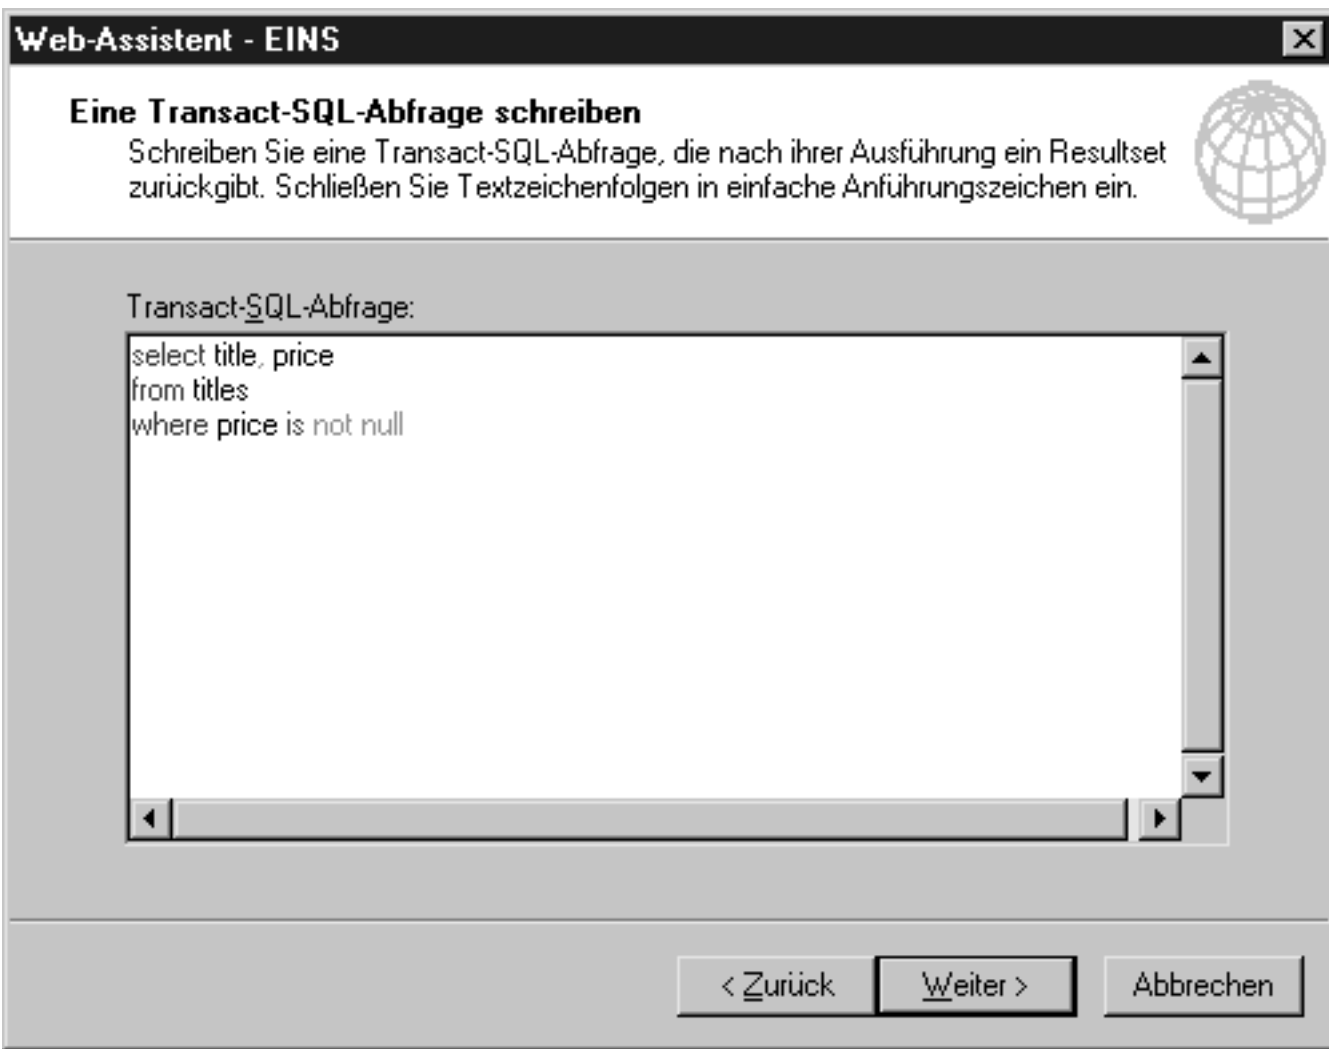 Web-Assistent - EINS
Eine Transact-SQL-Abfrage schreiben
Schreiben Sie eine Transact-SQL-Abfrage, die nach ihrer Ausführung ein Resultset
zurückgibt. Schließen Sie Textzeichenfolgen in einfache Anführungszeichen ein.
Transact-SQL-Abfrage:
select title, price
from titles
where price is not null
< Zurück
Weiter >
Abbrechen